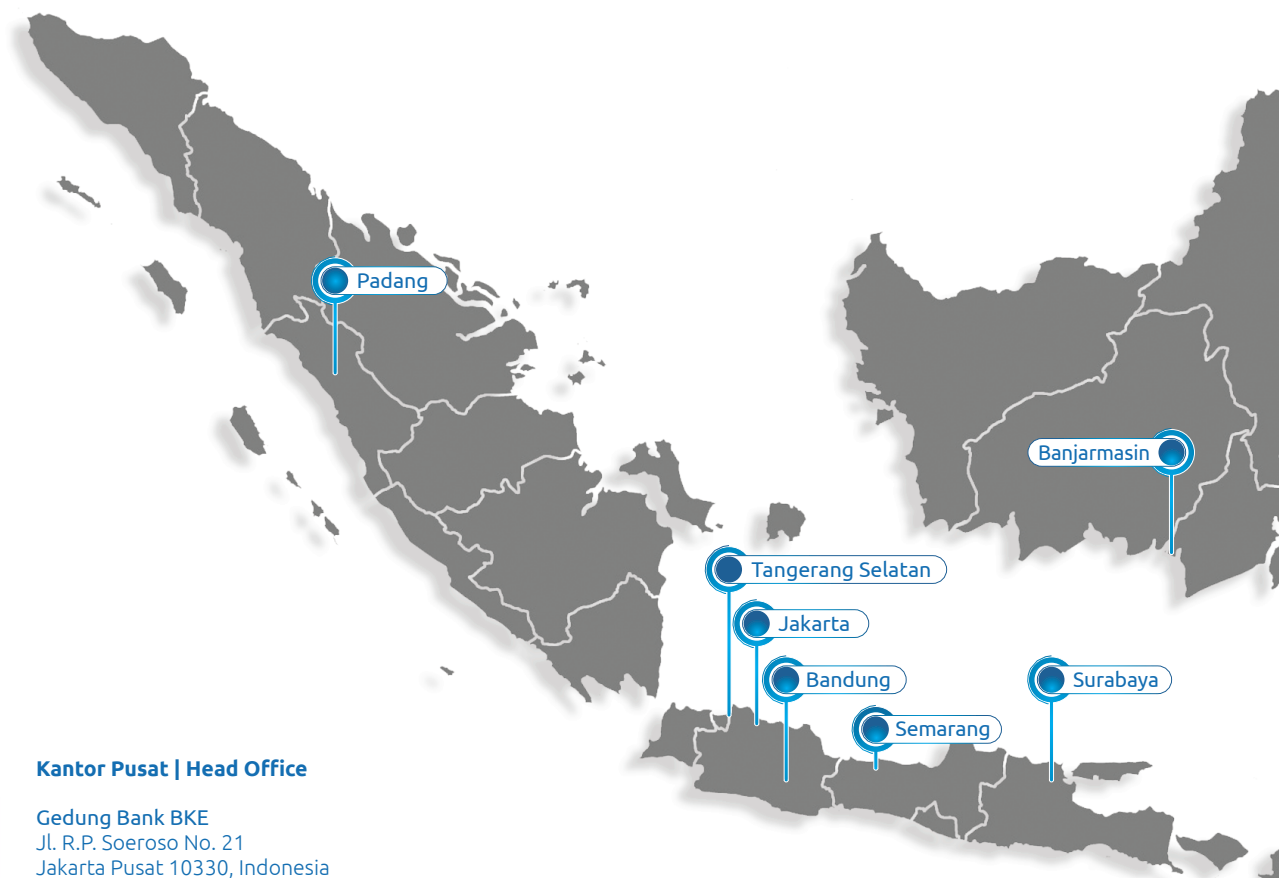 Padang
Banjarmasin
Tangerang Selatan
Jakarta
Bandung
Surabaya
Semarang
Kantor Pusat | Head Office
Gedung Bank BKE
Jl. R.P. Soeroso No. 21
Jakarta Pusat 10330, Indonesia